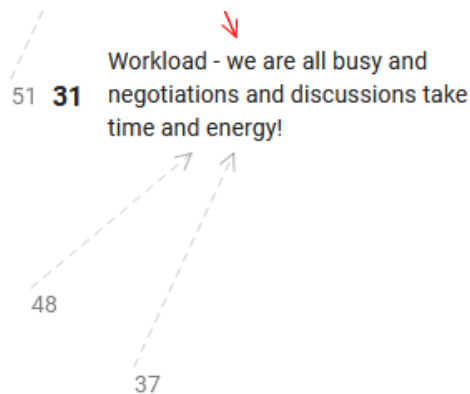 Workload - we are all busy and
51 31 negotiations and discussions take
time and energy!
48
37